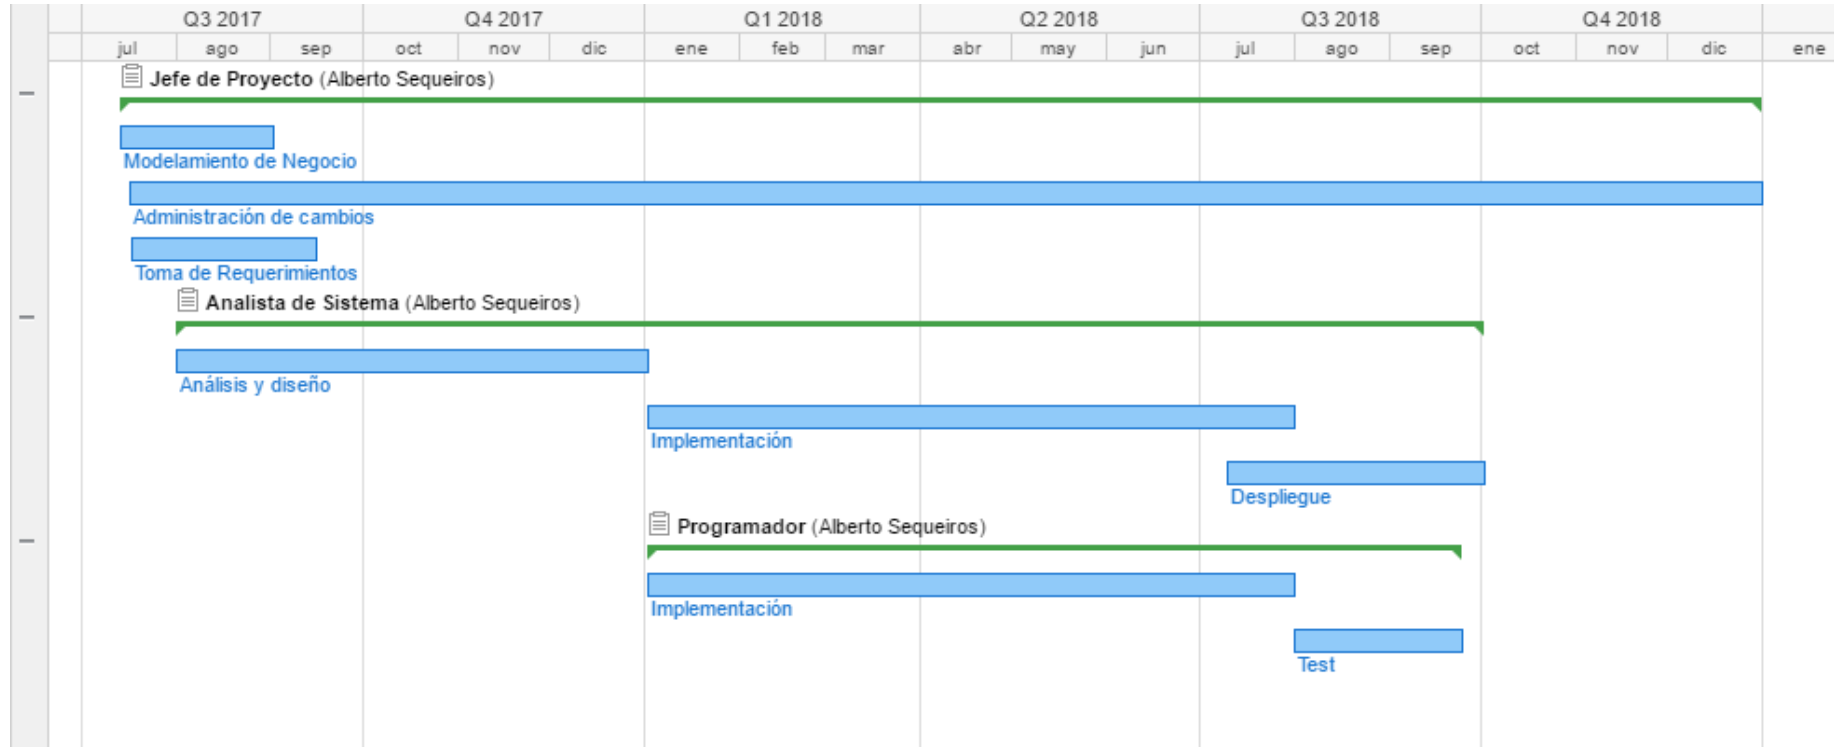 Q3 2017 Q4 2017 Q1 2018 Q2 2018 Q3 2018 Q4 2018
jul ago sep oct nov dic ene feb mar abr may jun jul ago sep oct nov dic ene
Jefe de Proyecto (Alberto Sequeiros)
Modelamiento de Negocio
Administración de cambios
Toma de Requerimientos
Analista de Sistema (Alberto Sequeiros)
Análisis y diseño
Implementación
Despliegue
Programador (Alberto Sequeiros)
Implementación
Test